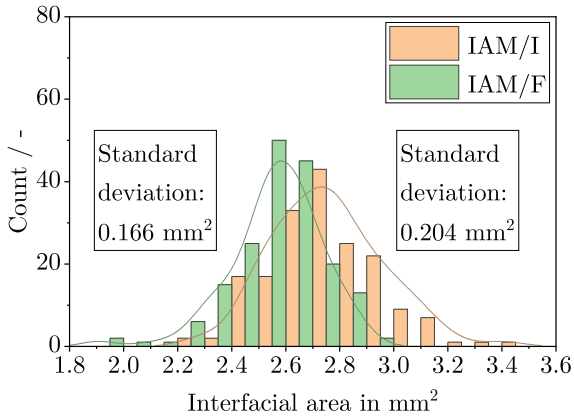 80
60
40
20
0
Count / -
IAM/I
IAM/F
Standard
deviation:
0.166 mm²
Standard
deviation:
0.204 mm²
1.8 2.0 2.2 2.4 2.6 2.8 3.0 3.2 3.4 3.6
Interfacial area in mm²